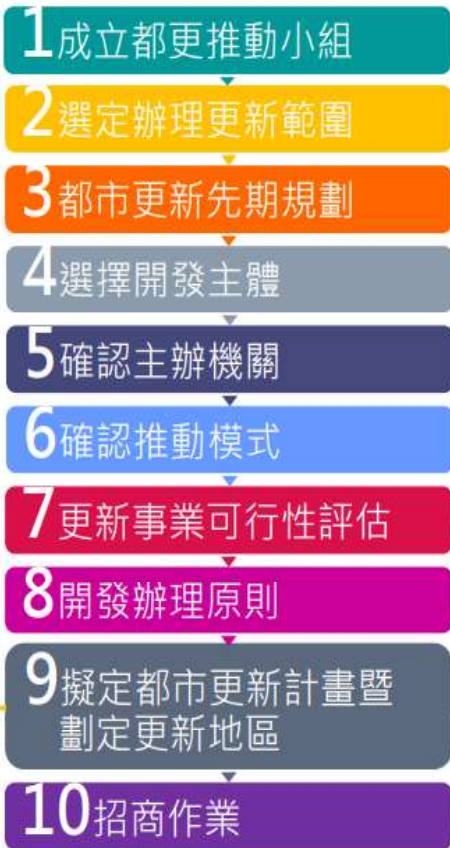 1成立都更推動小組
2選定辦理更新範圍
3都市更新先期規劃
4選擇開發主體
5確認主辦機關
6確認推動模式
7更新事業可行性評估
8開發辦理原則
9擬定都市更新計畫暨
劃定更新地區
10招商作業